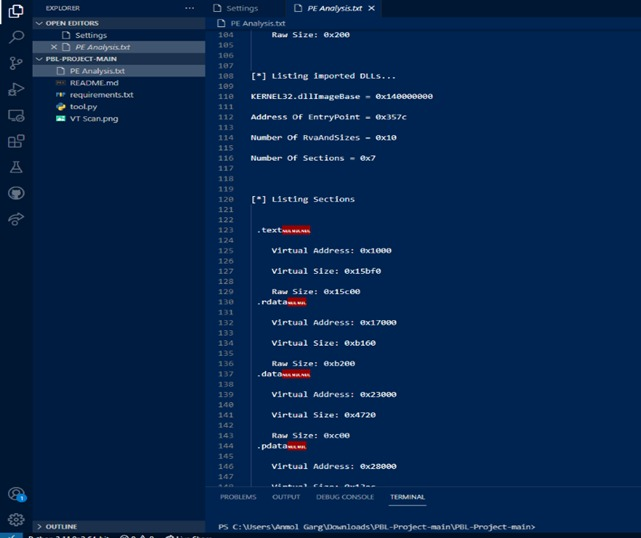 EXPLORER
...
OPEN EDITORS
Settings
PE Analysis.txt
PBL-PROJECT-MAIN
PE Analysis.txt
README.md
requirements.txt
tool.py
VT Scan.png
OUTLINE
Settings
PE Analysis.txt
PE Analysis.txt
104 Raw Size: 0x200
105
106
107
108 [*] Listing imported DLLs...
109
110 KERNEL32.dllImageBase = 0x140000000
111
112 Address Of EntryPoint = 0x357c
113
114 Number Of RvaAndSizes = 0x10
115
116 Number Of Sections = 0x7
117
118
119
120 [*] Listing Sections
121
122
123 .textNULNULNUL
124
125 Virtual Address: 0x1000
126
127 Virtual Size: 0x15bf0
128
129 Raw Size: 0x15c00
130 .rdataNULNUL
131
132 Virtual Address: 0x17000
133
134 Virtual Size: 0xb160
135
136 Raw Size: 0xb200
137 .dataNULNULNUL
138
139 Virtual Address: 0x23000
140
141 Virtual Size: 0x4720
142
143 Raw Size: 0xc00
144 .pdataNULNUL
145
146 Virtual Address: 0x28000
147
Virtual Size:
PROBLEMS OUTPUT DEBUG CONSOLE TERMINAL
PS C:\Users\Anmol Garg\Downloads\PBL-Project-main\PBL-Project-main>